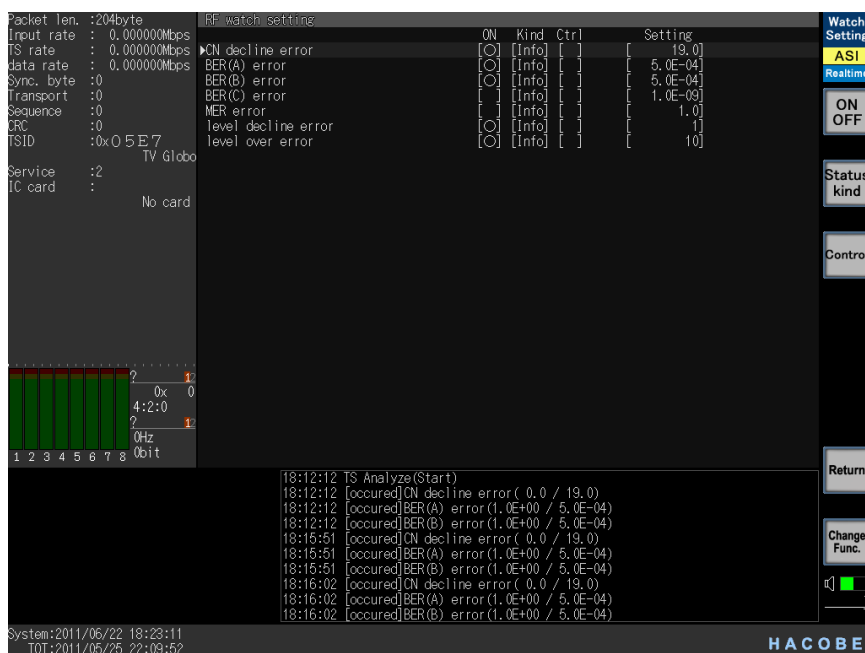 Packet len. :204byte
Input rate : 0.000000Mbps
TS rate : 0.000000Mbps
data rate : 0.000000Mbps
Sync. byte :0
Transport :0
Sequence :0
CRC :0
TSID :0x05E7
TV Globo
Service :2
IC card :
No card
RF watch setting
ON Kind Ctrl Setting
▶CN decline error [○] [Info] [ ] [ 19.0]
BER(A) error [○] [Info] [ ] [ 5.0E-04]
BER(B) error [○] [Info] [ ] [ 5.0E-04]
BER(C) error [ ] [Info] [ ] [ 1.0E-09]
MER error [ ] [Info] [ ] [ 1.0]
level decline error [○] [Info] [ ] [ 1]
level over error [○] [Info] [ ] [ 10]
Watch
Setting
ASI
Realtime
ON
OFF
Status
kind
Control
Return
Change
Func.
? 12
0x 0
4:2:0
? 12
0Hz
0bit
1 2 3 4 5 6 7 8
18:12:12 TS Analyze(Start)
18:12:12 [occured]CN decline error( 0.0 / 19.0)
18:12:12 [occured]BER(A) error(1.0E+00 / 5.0E-04)
18:12:12 [occured]BER(B) error(1.0E+00 / 5.0E-04)
18:15:51 [occured]CN decline error( 0.0 / 19.0)
18:15:51 [occured]BER(A) error(1.0E+00 / 5.0E-04)
18:15:51 [occured]BER(B) error(1.0E+00 / 5.0E-04)
18:16:02 [occured]CN decline error( 0.0 / 19.0)
18:16:02 [occured]BER(A) error(1.0E+00 / 5.0E-04)
18:16:02 [occured]BER(B) error(1.0E+00 / 5.0E-04)
System:2011/06/22 18:23:11
TOT:2011/05/25 22:09:52
HACOBE